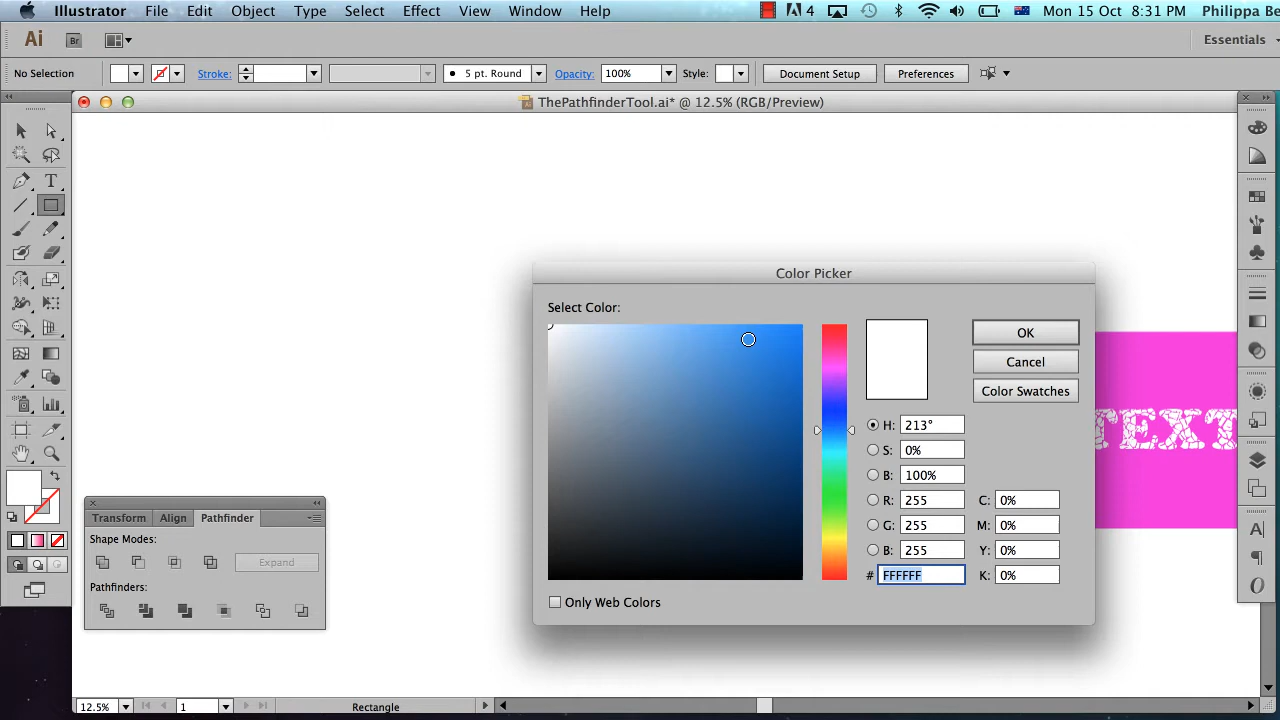 Illustrator File Edit Object Type Select Effect View Window Help 4 Mon 15 Oct 8:31 PM Philippa Be
Ai Br Essentials
No Selection Stroke: 5 pt. Round Opacity: 100% Style: Document Setup Preferences
ThePathfinderTool.ai* @ 12.5% (RGB/Preview)
Color Picker
Select Color:
OK
Cancel
Color Swatches
H: 213°
S: 0%
B: 100%
R: 255 C: 0%
G: 255 M: 0%
B: 255 Y: 0%
# FFFFFF K: 0%
Only Web Colors
TEXT
Transform Align Pathfinder
Shape Modes:
Expand
Pathfinders:
12.5% 1 Rectangle